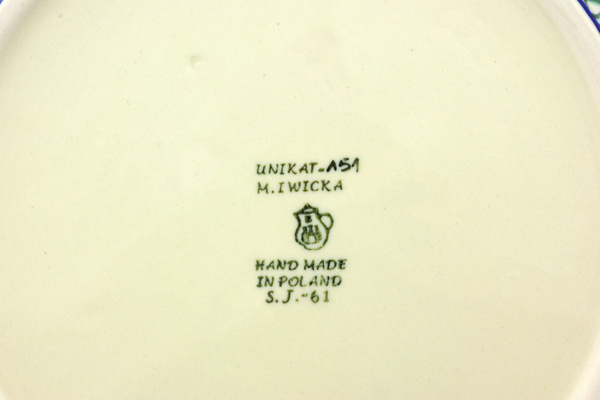 UNIKAT-A51
M. IWICKA
HAND MADE
IN POLAND
S. J.-61